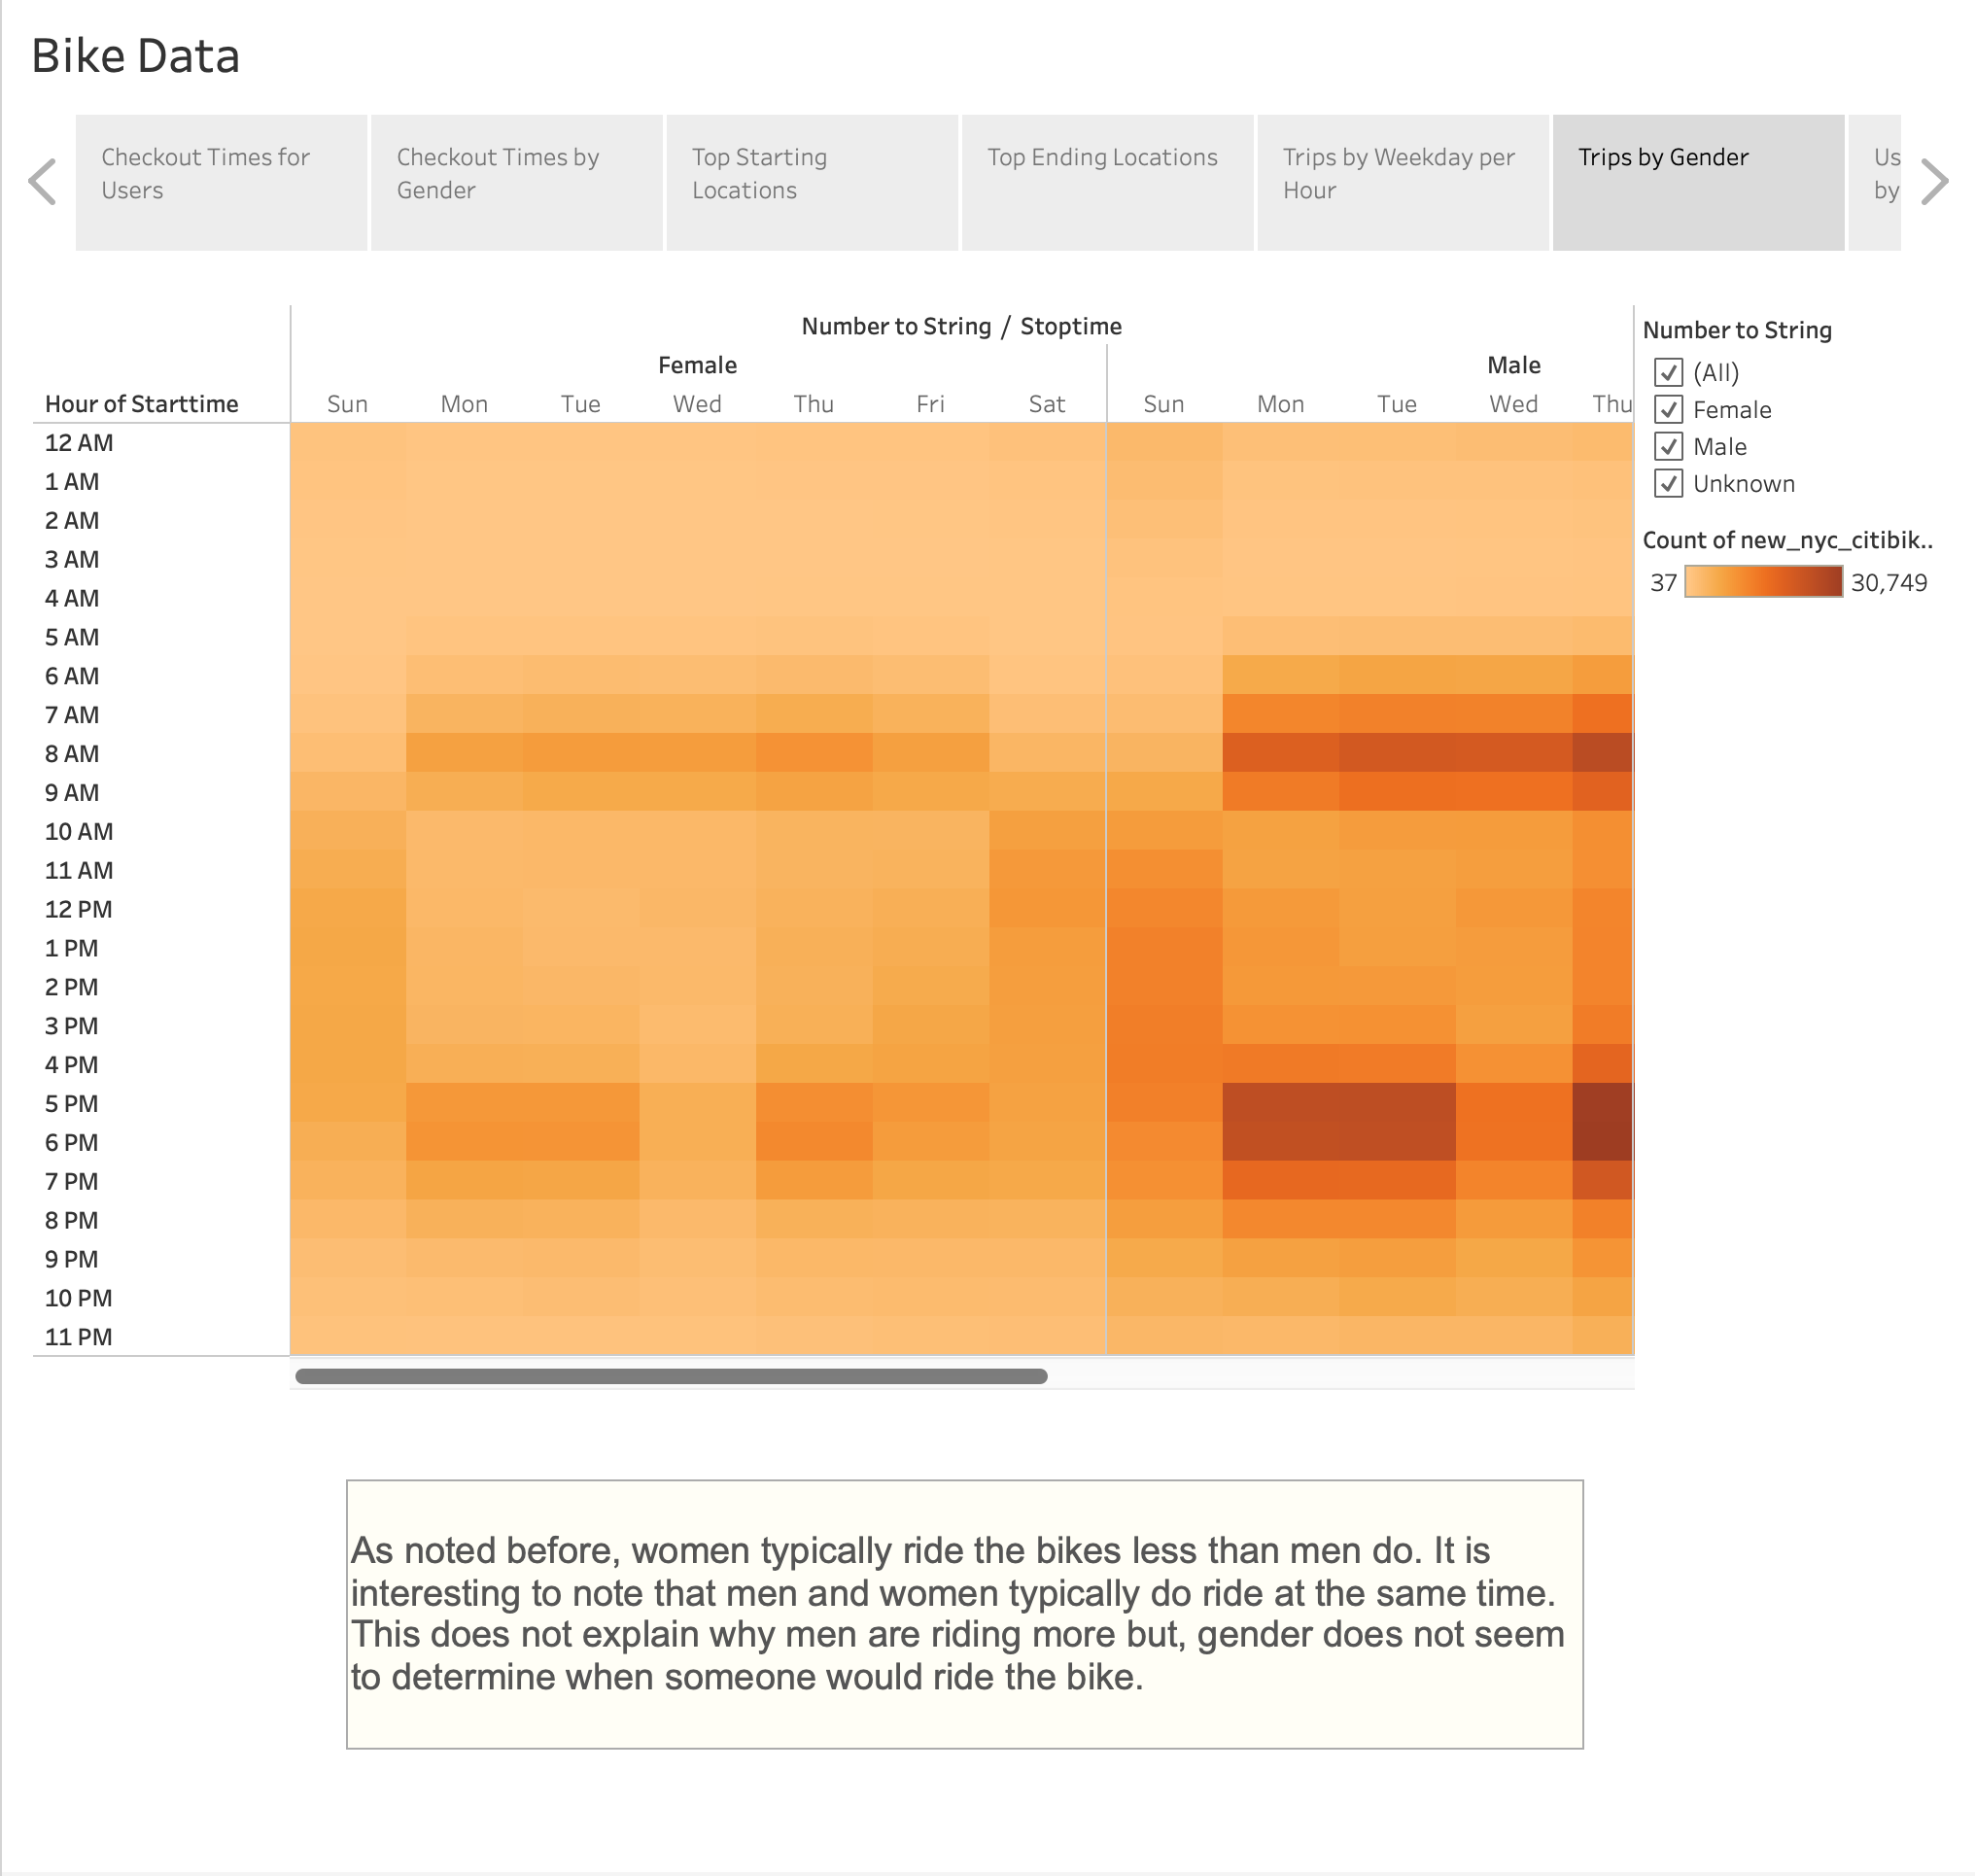 Bike Data
Checkout Times for
Users
Checkout Times by
Gender
Top Starting
Locations
Top Ending Locations
Trips by Weekday per
Hour
Trips by Gender
Us
by
Number to String / Stoptime
Female
Male
Hour of Starttime
Sun
Mon
Tue
Wed
Thu
Fri
Sat
Sun
Mon
Tue
Wed
Thu
12 AM
1 AM
2 AM
3 AM
4 AM
5 AM
6 AM
7 AM
8 AM
9 AM
10 AM
11 AM
12 PM
1 PM
2 PM
3 PM
4 PM
5 PM
6 PM
7 PM
8 PM
9 PM
10 PM
11 PM
Number to String
(All)
Female
Male
Unknown
Count of new_nyc_citibik..
37
30,749
As noted before, women typically ride the bikes less than men do. It is
interesting to note that men and women typically do ride at the same time.
This does not explain why men are riding more but, gender does not seem
to determine when someone would ride the bike.